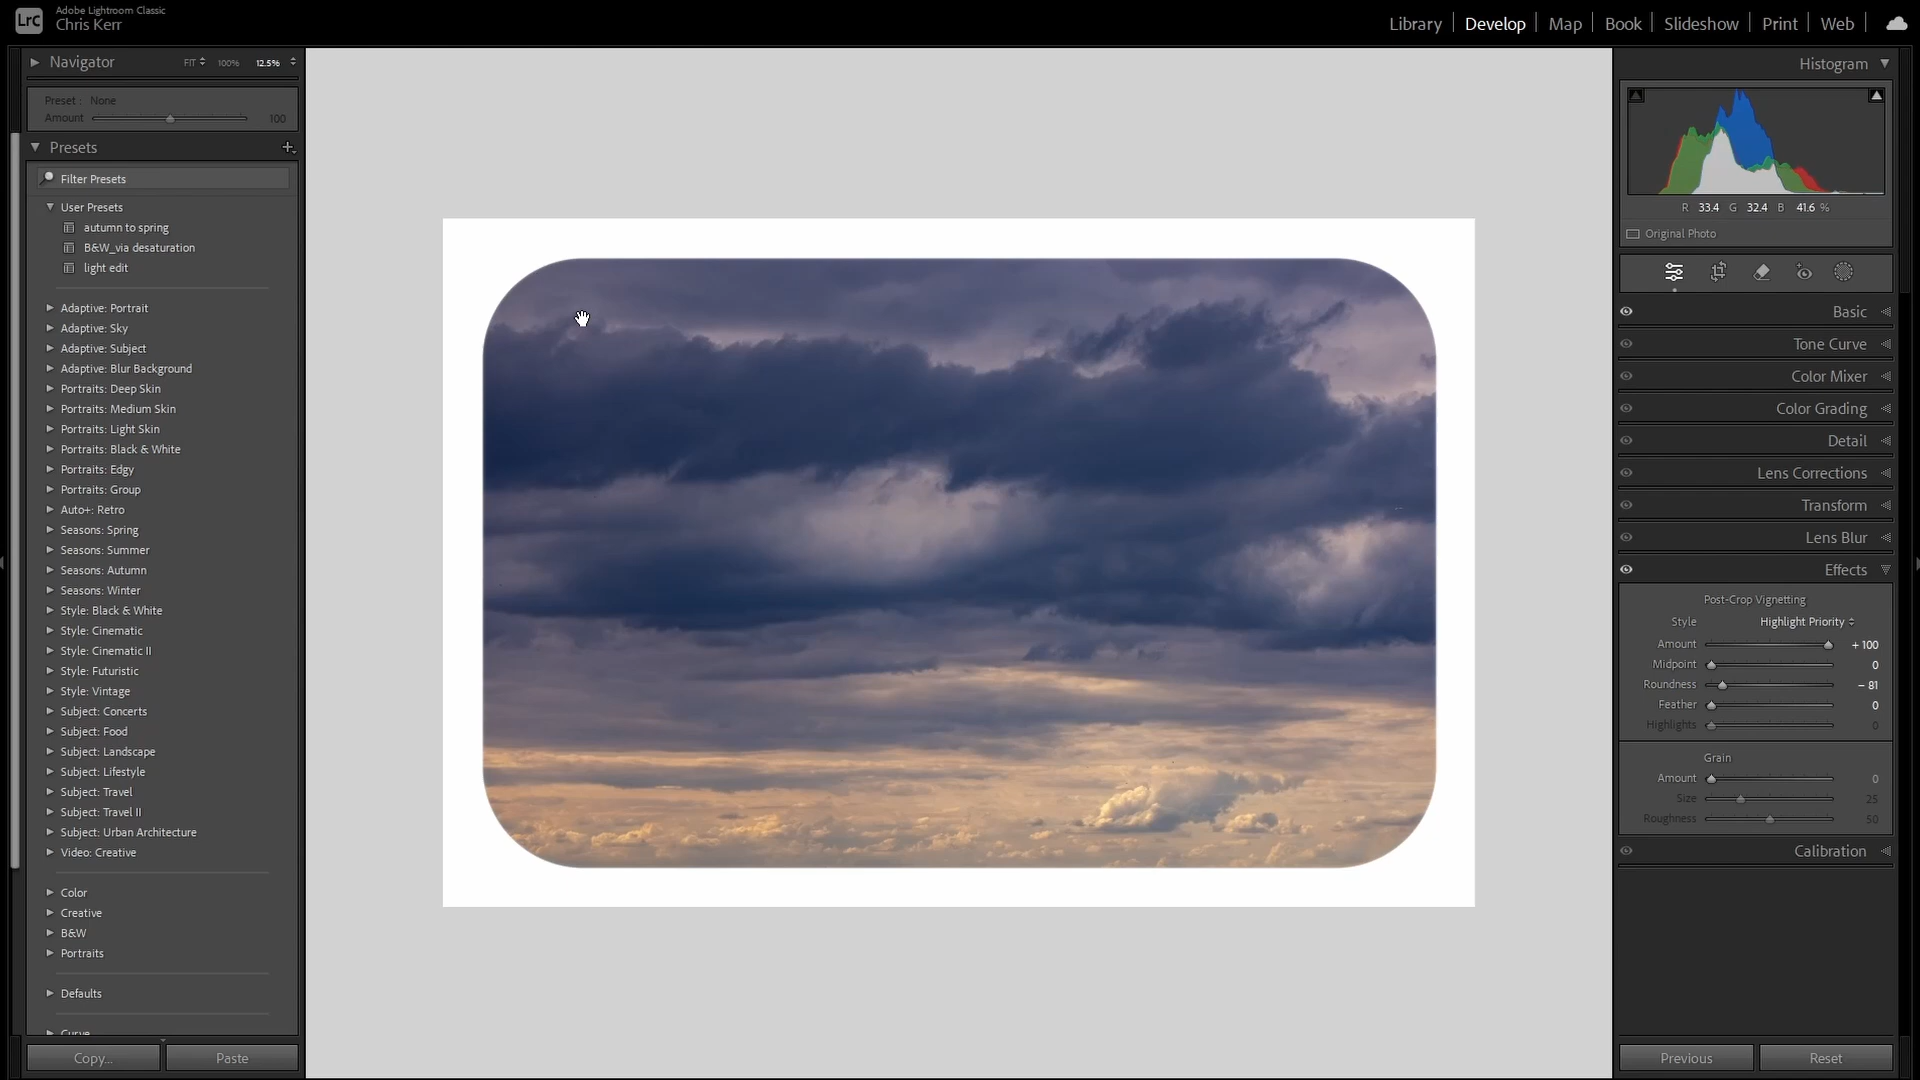 LrC
Adobe Lightroom Classic
Chris Kerr
Library
Develop
Map
Book
Slideshow
Print
Web
Navigator
FIT
100%
12.5%
Preset : None
Amount
100
Presets
Filter Presets
User Presets
autumn to spring
B&W_via desaturation
light edit
Adaptive: Portrait
Adaptive: Sky
Adaptive: Subject
Adaptive: Blur Background
Portraits: Deep Skin
Portraits: Medium Skin
Portraits: Light Skin
Portraits: Black & White
Portraits: Edgy
Portraits: Group
Auto+: Retro
Seasons: Spring
Seasons: Summer
Seasons: Autumn
Seasons: Winter
Style: Black & White
Style: Cinematic
Style: Cinematic II
Style: Futuristic
Style: Vintage
Subject: Concerts
Subject: Food
Subject: Landscape
Subject: Lifestyle
Subject: Travel
Subject: Travel II
Subject: Urban Architecture
Video: Creative
Color
Creative
B&W
Portraits
Defaults
Curve
Copy...
Paste
Histogram
R 33.4 G 32.4 B 41.6 %
Original Photo
Basic
Tone Curve
Color Mixer
Color Grading
Detail
Lens Corrections
Transform
Lens Blur
Effects
Post-Crop Vignetting
Style Highlight Priority
Amount + 100
Midpoint 0
Roundness − 81
Feather 0
Highlights 0
Grain
Amount 0
Size 25
Roughness 50
Calibration
Previous
Reset